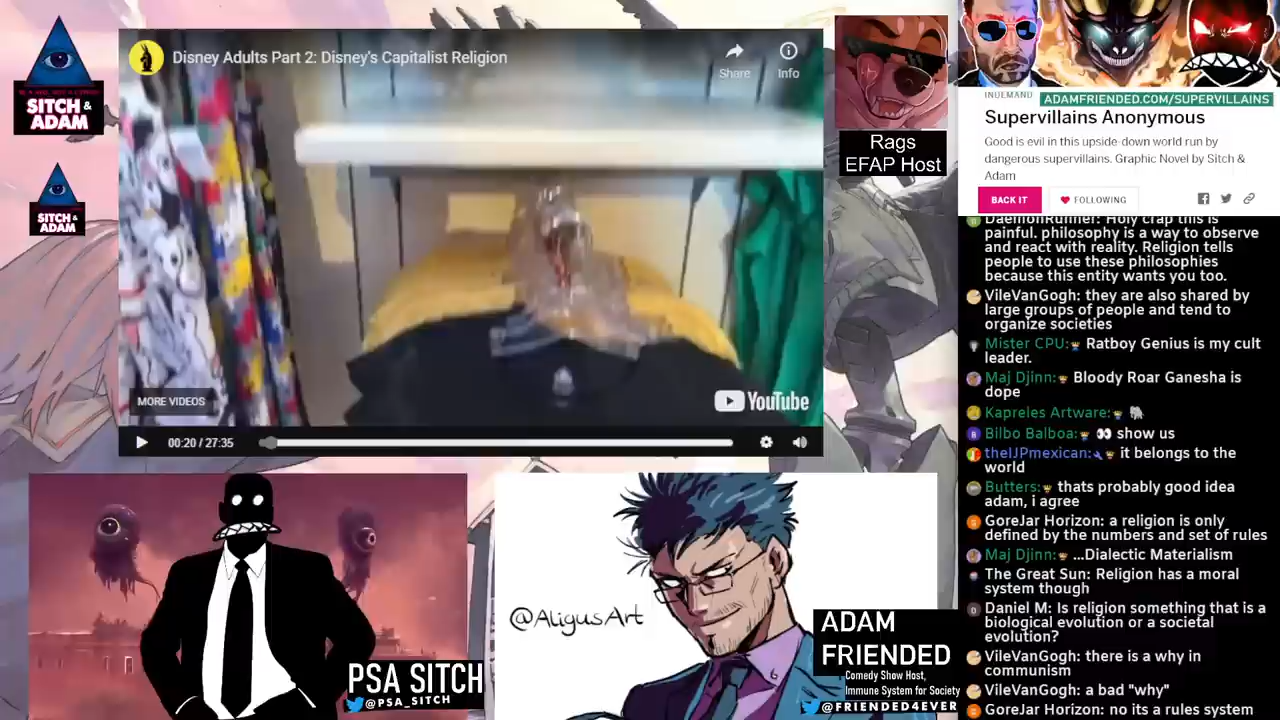 SITCH &
ADAM
SITCH &
ADAM
Disney Adults Part 2: Disney's Capitalist Religion
Share
Info
MORE VIDEOS
YouTube
00:20 / 27:35
Rags
EFAP Host
INDEMAND
ADAMFRIENDED.COM/SUPERVILLAINS
Supervillains Anonymous
Good is evil in this upside-down world run by
dangerous supervillains. Graphic Novel by Sitch &
Adam
BACK IT
FOLLOWING
DaemonRunner: Holy crap this is
painful. philosophy is a way to observe
and react with reality. Religion tells
people to use these philosophies
because this entity wants you too.
VileVanGogh: they are also shared by
large groups of people and tend to
organize societies
Mister CPU: Ratboy Genius is my cult
leader.
Maj Djinn: Bloody Roar Ganesha is
dope
Kapreles Artware: 🐘
Bilbo Balboa: 👀 show us
theIJPmexican: it belongs to the
world
Butters: thats probably good idea
adam, i agree
GoreJar Horizon: a religion is only
defined by the numbers and set of rules
Maj Djinn: ...Dialectic Materialism
The Great Sun: Religion has a moral
system though
Daniel M: Is religion something that is a
biological evolution or a societal
evolution?
VileVanGogh: there is a why in
communism
VileVanGogh: a bad "why"
GoreJar Horizon: no its a rules system
PSA SITCH
@PSA_SITCH
@AligusArt
ADAM
FRIENDED
Comedy Show Host,
Immune System for Society
@FRIENDED4EVER